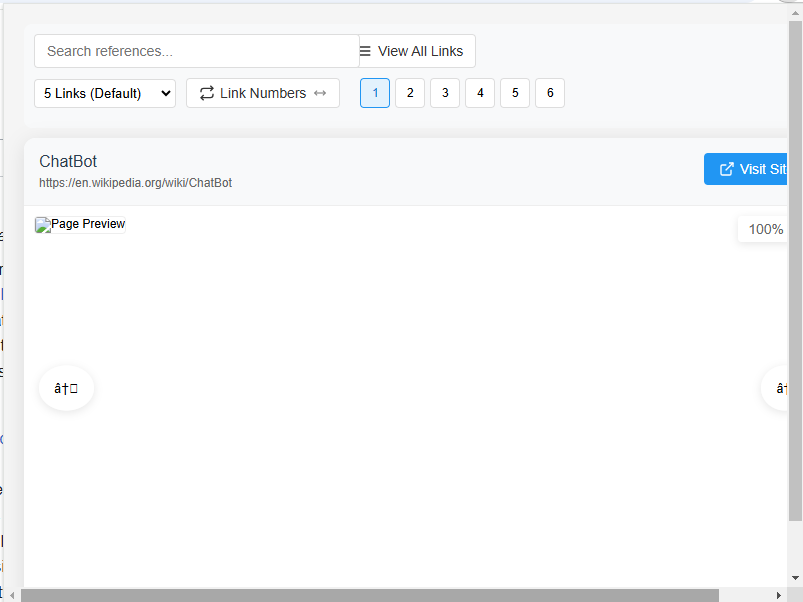 Search references...
View All Links
5 Links (Default)
Link Numbers
1
2
3
4
5
6
ChatBot
https://en.wikipedia.org/wiki/ChatBot
Visit Sit
Page Preview
100%
â†□
â†